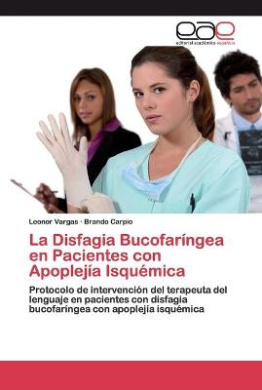 eae
editorial académica española
Leonor Vargas · Brando Carpio
La Disfagia Bucofaríngea
en Pacientes con
Apoplejía Isquémica
Protocolo de intervención del terapeuta del
lenguaje en pacientes con disfagia
bucofaríngea con apoplejía isquémica